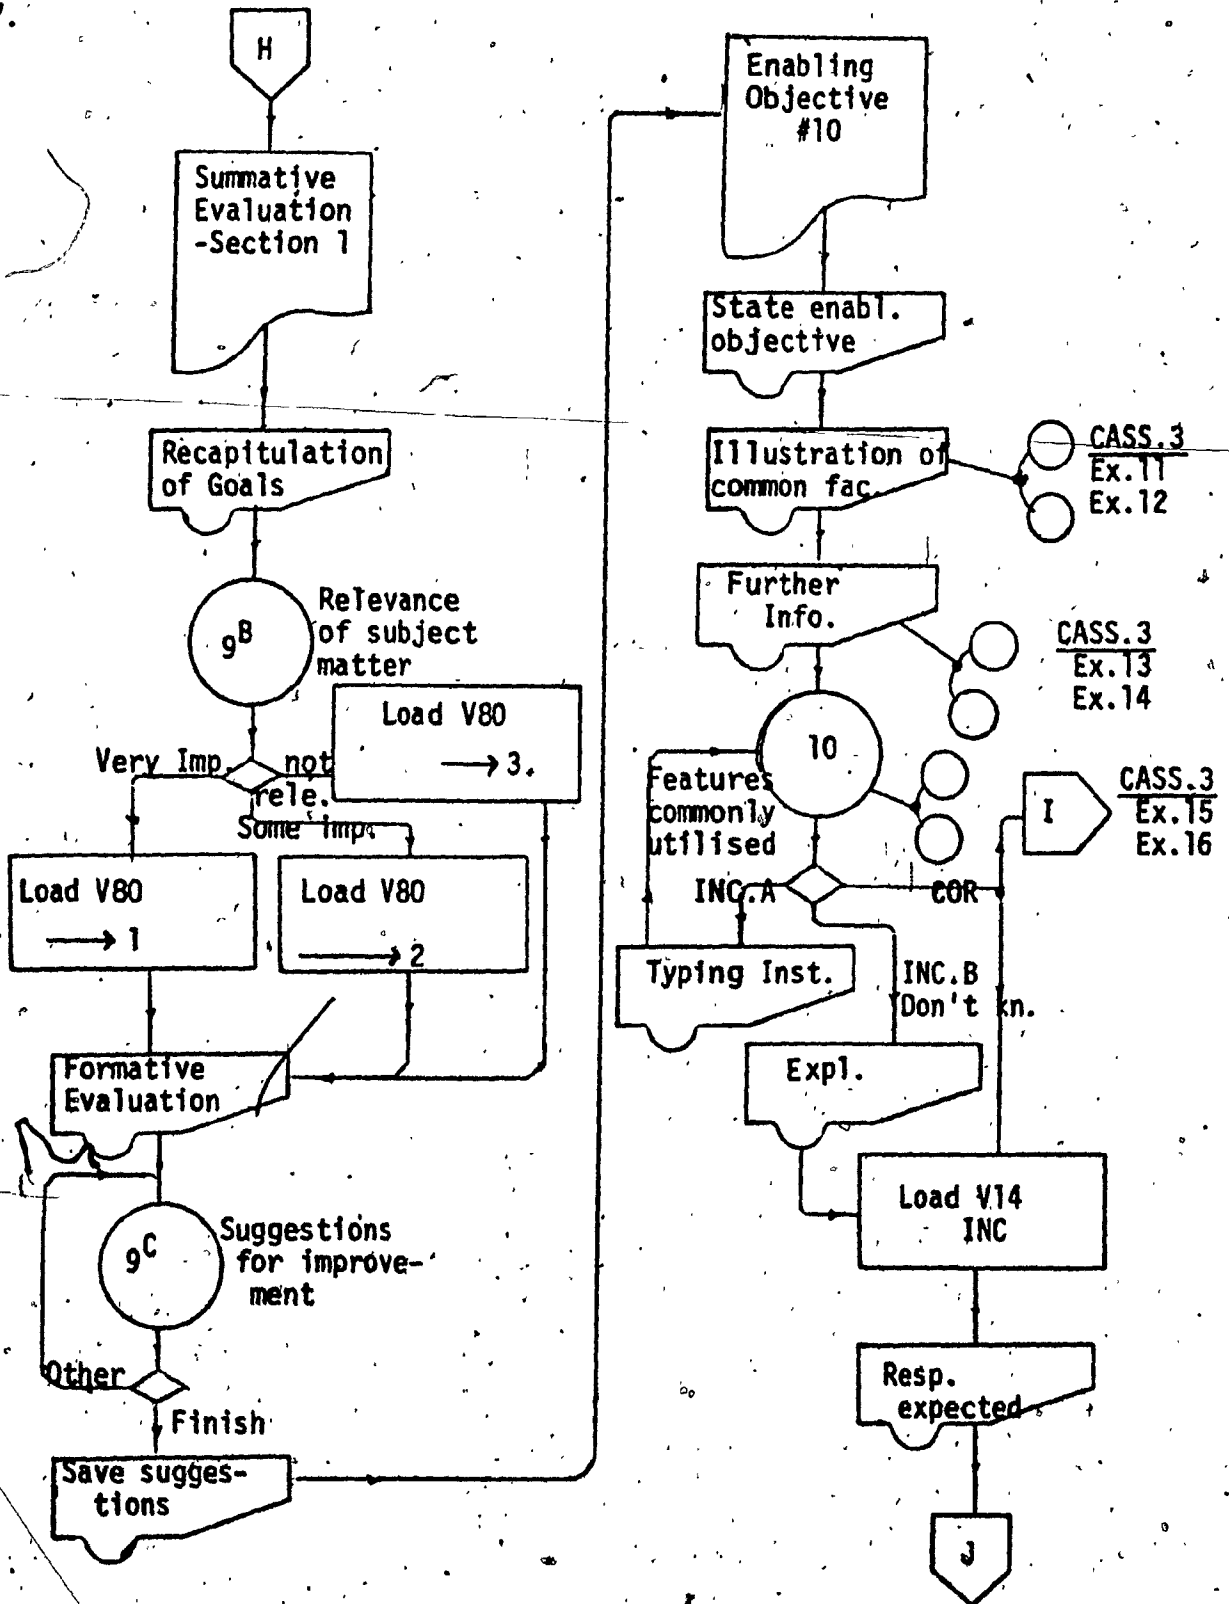 H
Summative
Evaluation
-Section 1
Recapitulation
of Goals
9B
Relevance
of subject
matter
Very Imp.
not
rele.
Some imp.
Load V80
→ 3.
Load V80
→ 1
Load V80
→ 2
Formative
Evaluation
9C
Suggestions
for improve-
ment
Other
Finish
Save sugges-
tions
Enabling
Objective
#10
State enabl.
objective
Illustration of
common fac.
CASS.3
Ex.11
Ex.12
Further
Info.
CASS.3
Ex.13
Ex.14
10
Features
commonly
utilised
I
CASS.3
Ex.15
Ex.16
INC.A
COR
Typing Inst.
INC.B
Don't kn.
Expl.
Load V14
INC
Resp.
expected
J